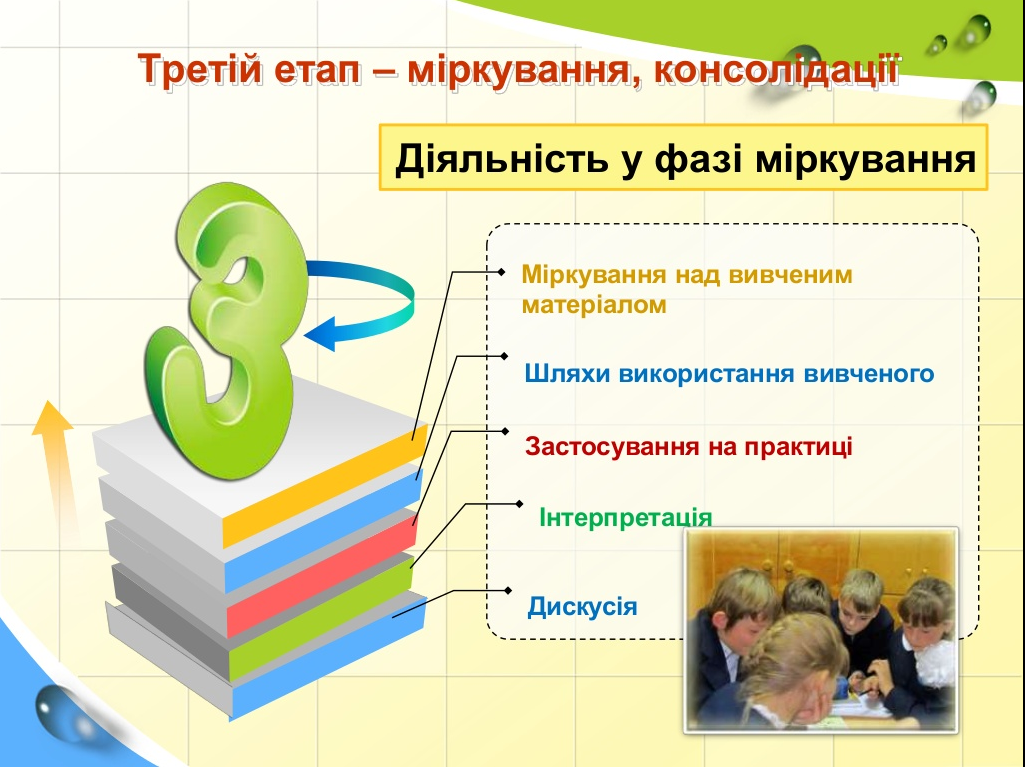 Третій етап – міркування, консолідації
Діяльність у фазі міркування
3
Міркування над вивченим
матеріалом
Шляхи використання вивченого
Застосування на практиці
Інтерпретація
Дискусія